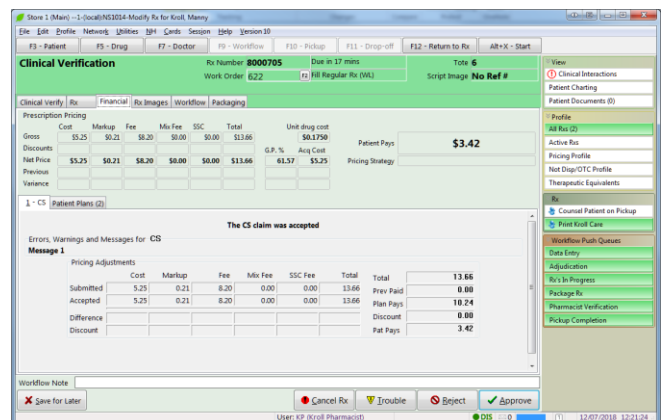 Store 1 (Main) --1-(local):NS1014-Modify Rx for Kroll, Manny
File Edit Profile Network Utilities NH Cards Session Help Version 10
F3 - Patient F5 - Drug F7 - Doctor F9 - Workflow F10 - Pickup F11 - Drop-off F12 - Return to Rx Alt+X - Start
Clinical Verification
Rx Number 8000705 Due in 17 mins Tote 6
Work Order 622 F2 Fill Regular Rx (WL) Script Image No Ref #
Clinical Verify Rx Financial Rx Images Workflow Packaging
Prescription Pricing
Cost Markup Fee Mix Fee SSC Total Unit drug cost
Gross $5.25 $0.21 $8.20 $0.00 $0.00 $13.66 $0.1750
Discounts G.P. % Acq Cost
Net Price $5.25 $0.21 $8.20 $0.00 $0.00 $13.66 61.57 $5.25
Previous
Variance
Patient Pays $3.42
Pricing Strategy
1 - CS Patient Plans (2)
The CS claim was accepted
Errors, Warnings and Messages for CS
Message 1
Pricing Adjustments
Cost Markup Fee Mix Fee SSC Fee Total
Submitted 5.25 0.21 8.20 0.00 0.00 13.66
Accepted 5.25 0.21 8.20 0.00 0.00 13.66
Difference
Discount
Total 13.66
Prev Paid 0.00
Plan Pays 10.24
Discount 0.00
Pat Pays 3.42
Workflow Note
Save for Later Cancel Rx Trouble Reject Approve
View
Clinical Interactions
Patient Charting
Patient Documents (0)
Profile
All Rxs (2)
Active Rxs
Pricing Profile
Not Disp/OTC Profile
Therapeutic Equivalents
Rx
Counsel Patient on Pickup
Print Kroll Care
Workflow Push Queues
Data Entry
Adjudication
Rx's In Progress
Package Rx
Pharmacist Verification
Pickup Completion
User: KP (Kroll Pharmacist) DIS 0 12/07/2018 12:21:24